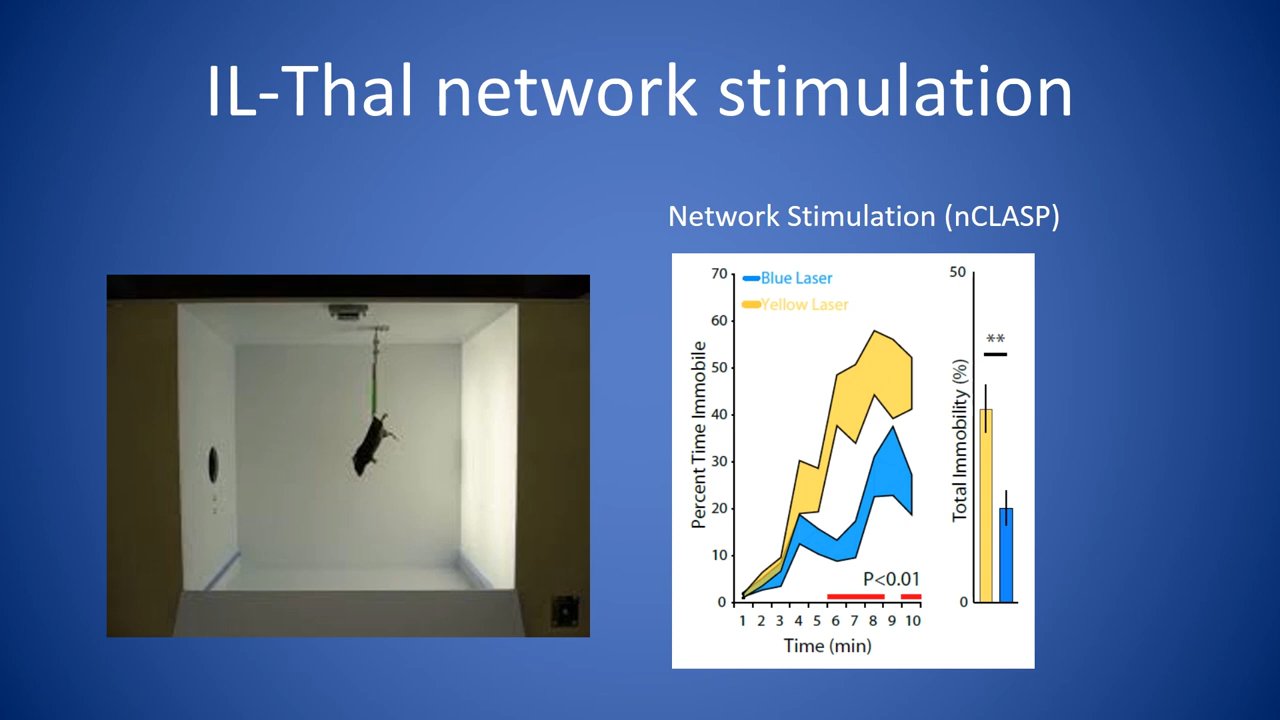 IL-Thal network stimulation
Network Stimulation (nCLASP)
70
60
50
40
30
20
10
0
Percent Time Immobile
Blue Laser
Yellow Laser
P<0.01
1 2 3 4 5 6 7 8 9 10
Time (min)
50
0
Total Immobility (%)
**